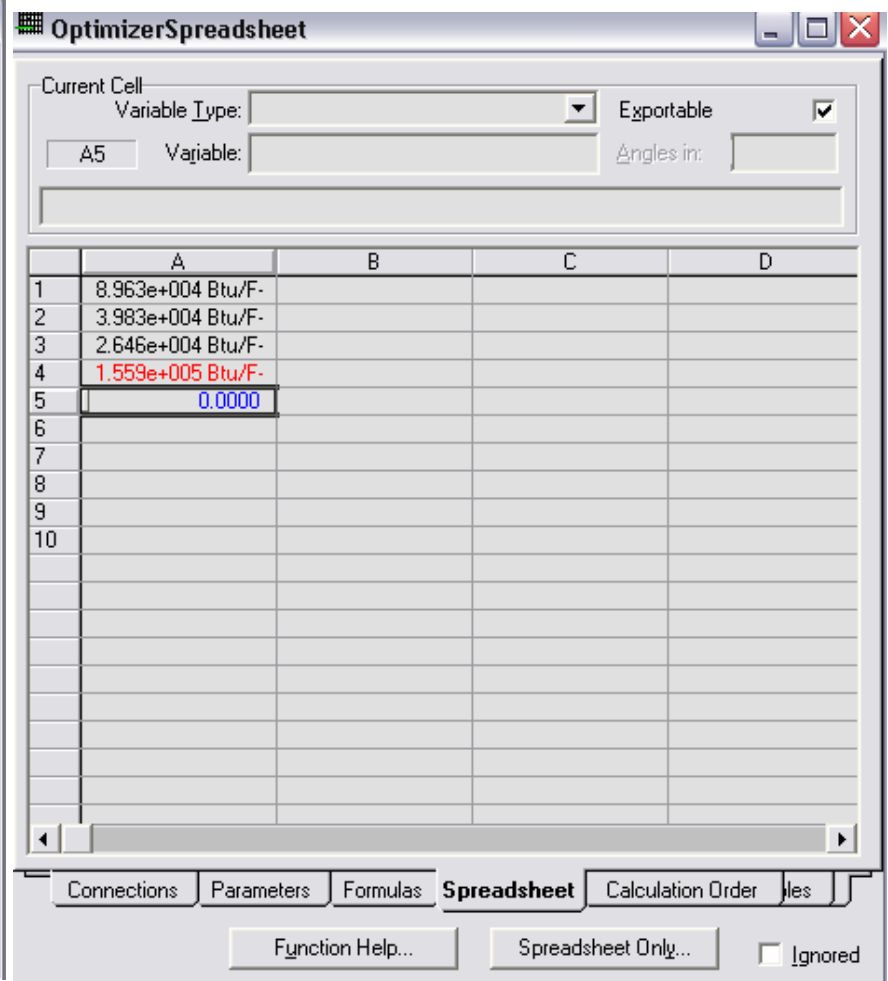 OptimizerSpreadsheet
Current Cell
Variable Type:
Exportable
A5
Variable:
Angles in:
A B C D
1 8.963e+004 Btu/F-
2 3.983e+004 Btu/F-
3 2.646e+004 Btu/F-
4 1.559e+005 Btu/F-
5 0.0000
6
7
8
9
10
Connections Parameters Formulas Spreadsheet Calculation Order
Function Help... Spreadsheet Only... Ignored